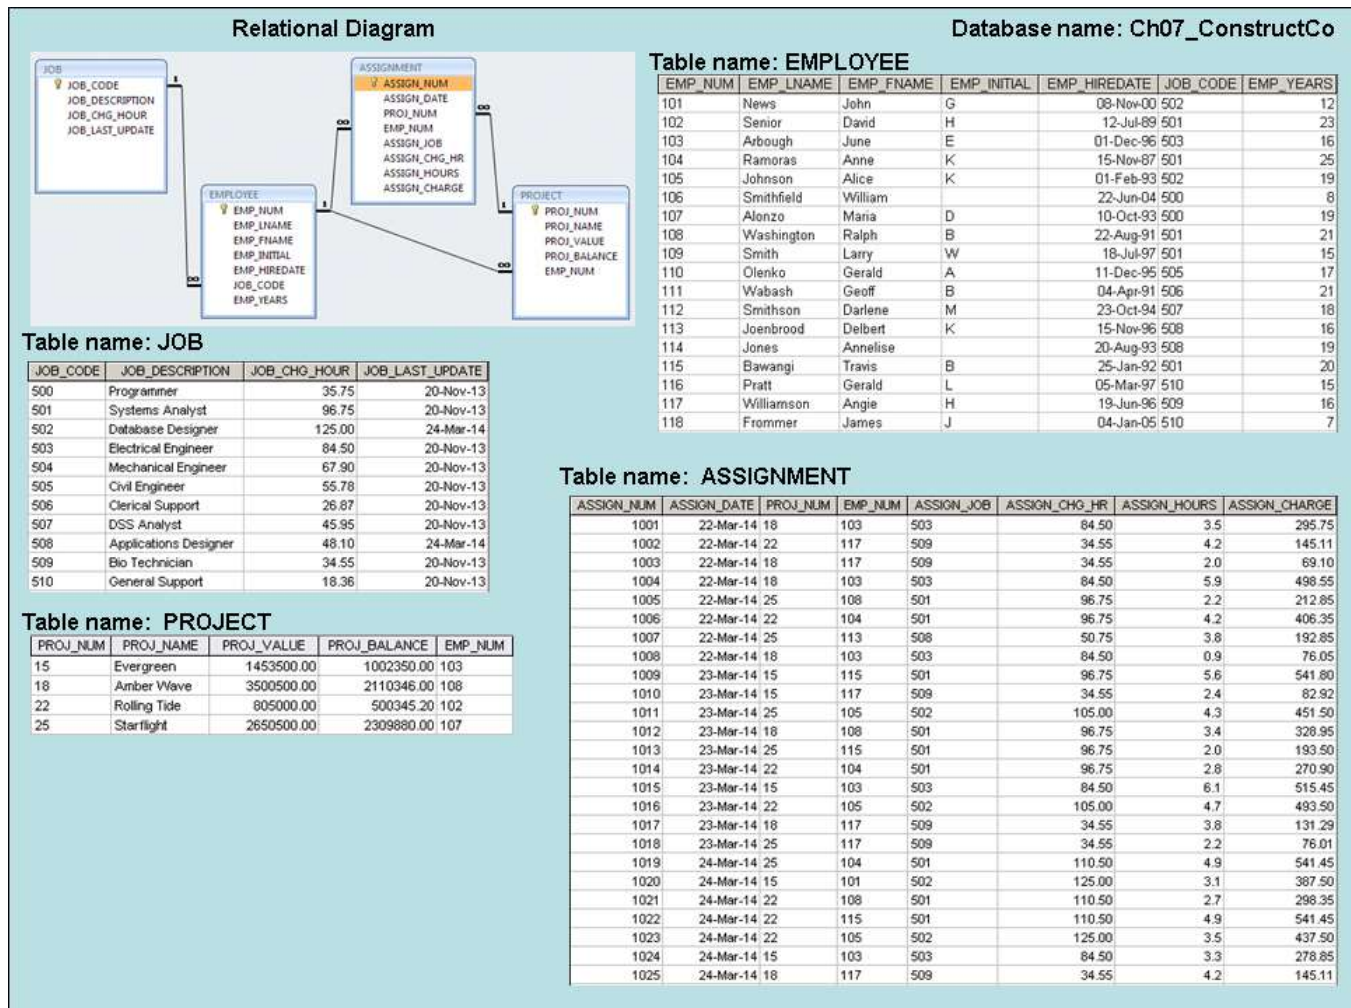 Relational Diagram
Database name: Ch07_ConstructCo
JOB
JOB_CODE
JOB_DESCRIPTION
JOB_CHG_HOUR
JOB_LAST_UPDATE
1
∞
EMPLOYEE
EMP_NUM
EMP_LNAME
EMP_FNAME
EMP_INITIAL
EMP_HIREDATE
JOB_CODE
EMP_YEARS
1
∞
ASSIGNMENT
ASSIGN_NUM
ASSIGN_DATE
PROJ_NUM
EMP_NUM
ASSIGN_JOB
ASSIGN_CHG_HR
ASSIGN_HOURS
ASSIGN_CHARGE
∞
1
∞
PROJECT
PROJ_NUM
PROJ_NAME
PROJ_VALUE
PROJ_BALANCE
EMP_NUM
Table name: EMPLOYEE
EMP_NUM EMP_LNAME EMP_FNAME EMP_INITIAL EMP_HIREDATE JOB_CODE EMP_YEARS
101 News John G 08-Nov-00 502 12
102 Senior David H 12-Jul-89 501 23
103 Arbough June E 01-Dec-96 503 16
104 Ramoras Anne K 15-Nov-87 501 25
105 Johnson Alice K 01-Feb-93 502 19
106 Smithfield William 22-Jun-04 500 8
107 Alonzo Maria D 10-Oct-93 500 19
108 Washington Ralph B 22-Aug-91 501 21
109 Smith Larry W 18-Jul-97 501 15
110 Olenko Gerald A 11-Dec-95 505 17
111 Wabash Geoff B 04-Apr-91 506 21
112 Smithson Darlene M 23-Oct-94 507 18
113 Joenbrood Delbert K 15-Nov-96 508 16
114 Jones Annelise 20-Aug-93 508 19
115 Bawangi Travis B 25-Jan-92 501 20
116 Pratt Gerald L 05-Mar-97 510 15
117 Williamson Angie H 19-Jun-96 509 16
118 Frommer James J 04-Jan-05 510 7
Table name: JOB
JOB_CODE JOB_DESCRIPTION JOB_CHG_HOUR JOB_LAST_UPDATE
500 Programmer 35.75 20-Nov-13
501 Systems Analyst 96.75 20-Nov-13
502 Database Designer 125.00 24-Mar-14
503 Electrical Engineer 84.50 20-Nov-13
504 Mechanical Engineer 67.90 20-Nov-13
505 Civil Engineer 55.78 20-Nov-13
506 Clerical Support 26.87 20-Nov-13
507 DSS Analyst 45.95 20-Nov-13
508 Applications Designer 48.10 24-Mar-14
509 Bio Technician 34.55 20-Nov-13
510 General Support 18.36 20-Nov-13
Table name: PROJECT
PROJ_NUM PROJ_NAME PROJ_VALUE PROJ_BALANCE EMP_NUM
15 Evergreen 1453500.00 1002350.00 103
18 Amber Wave 3500500.00 2110346.00 108
22 Rolling Tide 805000.00 500345.20 102
25 Starflight 2650500.00 2309880.00 107
Table name: ASSIGNMENT
ASSIGN_NUM ASSIGN_DATE PROJ_NUM EMP_NUM ASSIGN_JOB ASSIGN_CHG_HR ASSIGN_HOURS ASSIGN_CHARGE
1001 22-Mar-14 18 103 503 84.50 3.5 295.75
1002 22-Mar-14 22 117 509 34.55 4.2 145.11
1003 22-Mar-14 18 117 509 34.55 2.0 69.10
1004 22-Mar-14 18 103 503 84.50 5.9 498.55
1005 22-Mar-14 25 108 501 96.75 2.2 212.85
1006 22-Mar-14 22 104 501 96.75 4.2 406.35
1007 22-Mar-14 25 113 508 50.75 3.8 192.85
1008 22-Mar-14 18 103 503 84.50 0.9 76.05
1009 23-Mar-14 15 115 501 96.75 5.6 541.80
1010 23-Mar-14 15 117 509 34.55 2.4 82.92
1011 23-Mar-14 25 105 502 105.00 4.3 451.50
1012 23-Mar-14 18 108 501 96.75 3.4 328.95
1013 23-Mar-14 25 115 501 96.75 2.0 193.50
1014 23-Mar-14 22 104 501 96.75 2.8 270.90
1015 23-Mar-14 15 103 503 84.50 6.1 515.45
1016 23-Mar-14 22 105 502 105.00 4.7 493.50
1017 23-Mar-14 18 117 509 34.55 3.8 131.29
1018 23-Mar-14 25 117 509 34.55 2.2 76.01
1019 24-Mar-14 25 104 501 110.50 4.9 541.45
1020 24-Mar-14 15 101 502 125.00 3.1 387.50
1021 24-Mar-14 22 108 501 110.50 2.7 298.35
1022 24-Mar-14 22 115 501 110.50 4.9 541.45
1023 24-Mar-14 22 105 502 125.00 3.5 437.50
1024 24-Mar-14 15 103 503 84.50 3.3 278.85
1025 24-Mar-14 18 117 509 34.55 4.2 145.11